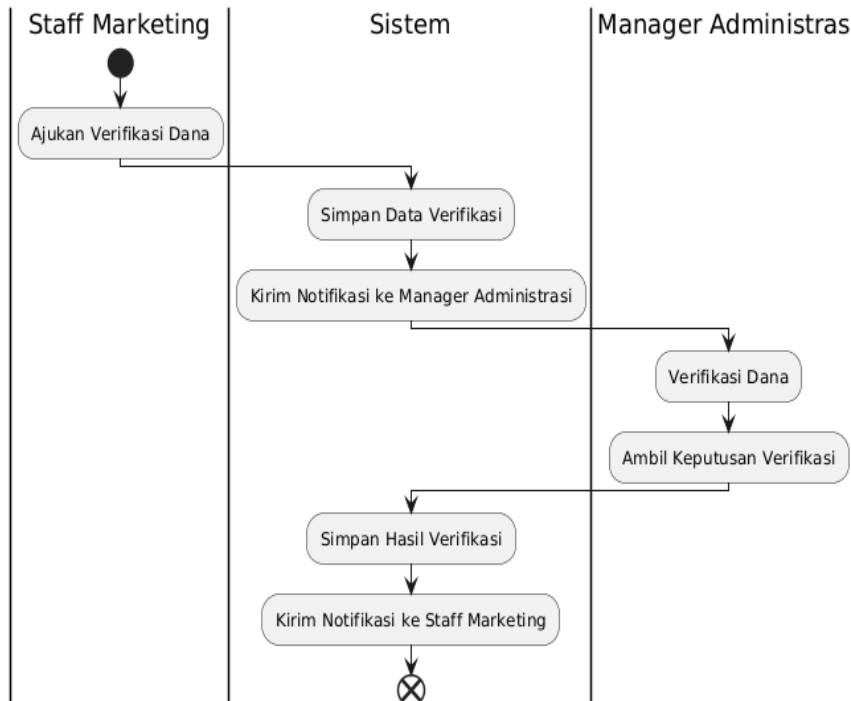 Staff Marketing
Sistem
Manager Administras
Ajukan Verifikasi Dana
Simpan Data Verifikasi
Kirim Notifikasi ke Manager Administrasi
Verifikasi Dana
Ambil Keputusan Verifikasi
Simpan Hasil Verifikasi
Kirim Notifikasi ke Staff Marketing